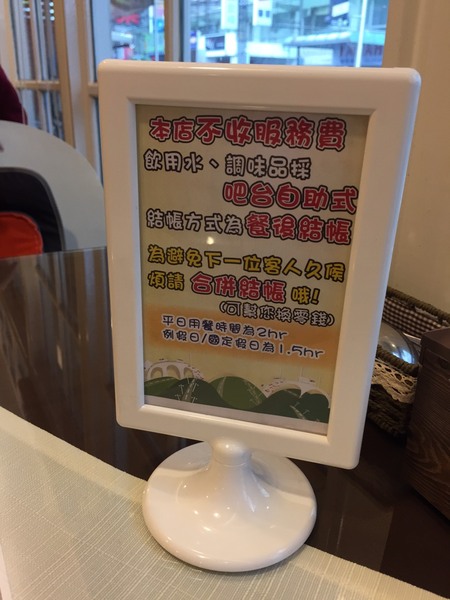 本店不收服務費
飲用水、調味品採
吧台自助式
結帳方式為餐後結帳
為避免下一位客人久候
煩請 合併結帳 哦!
(可幫您換零錢)
平日用餐時間為2hr
例假日/國定假日為1.5hr